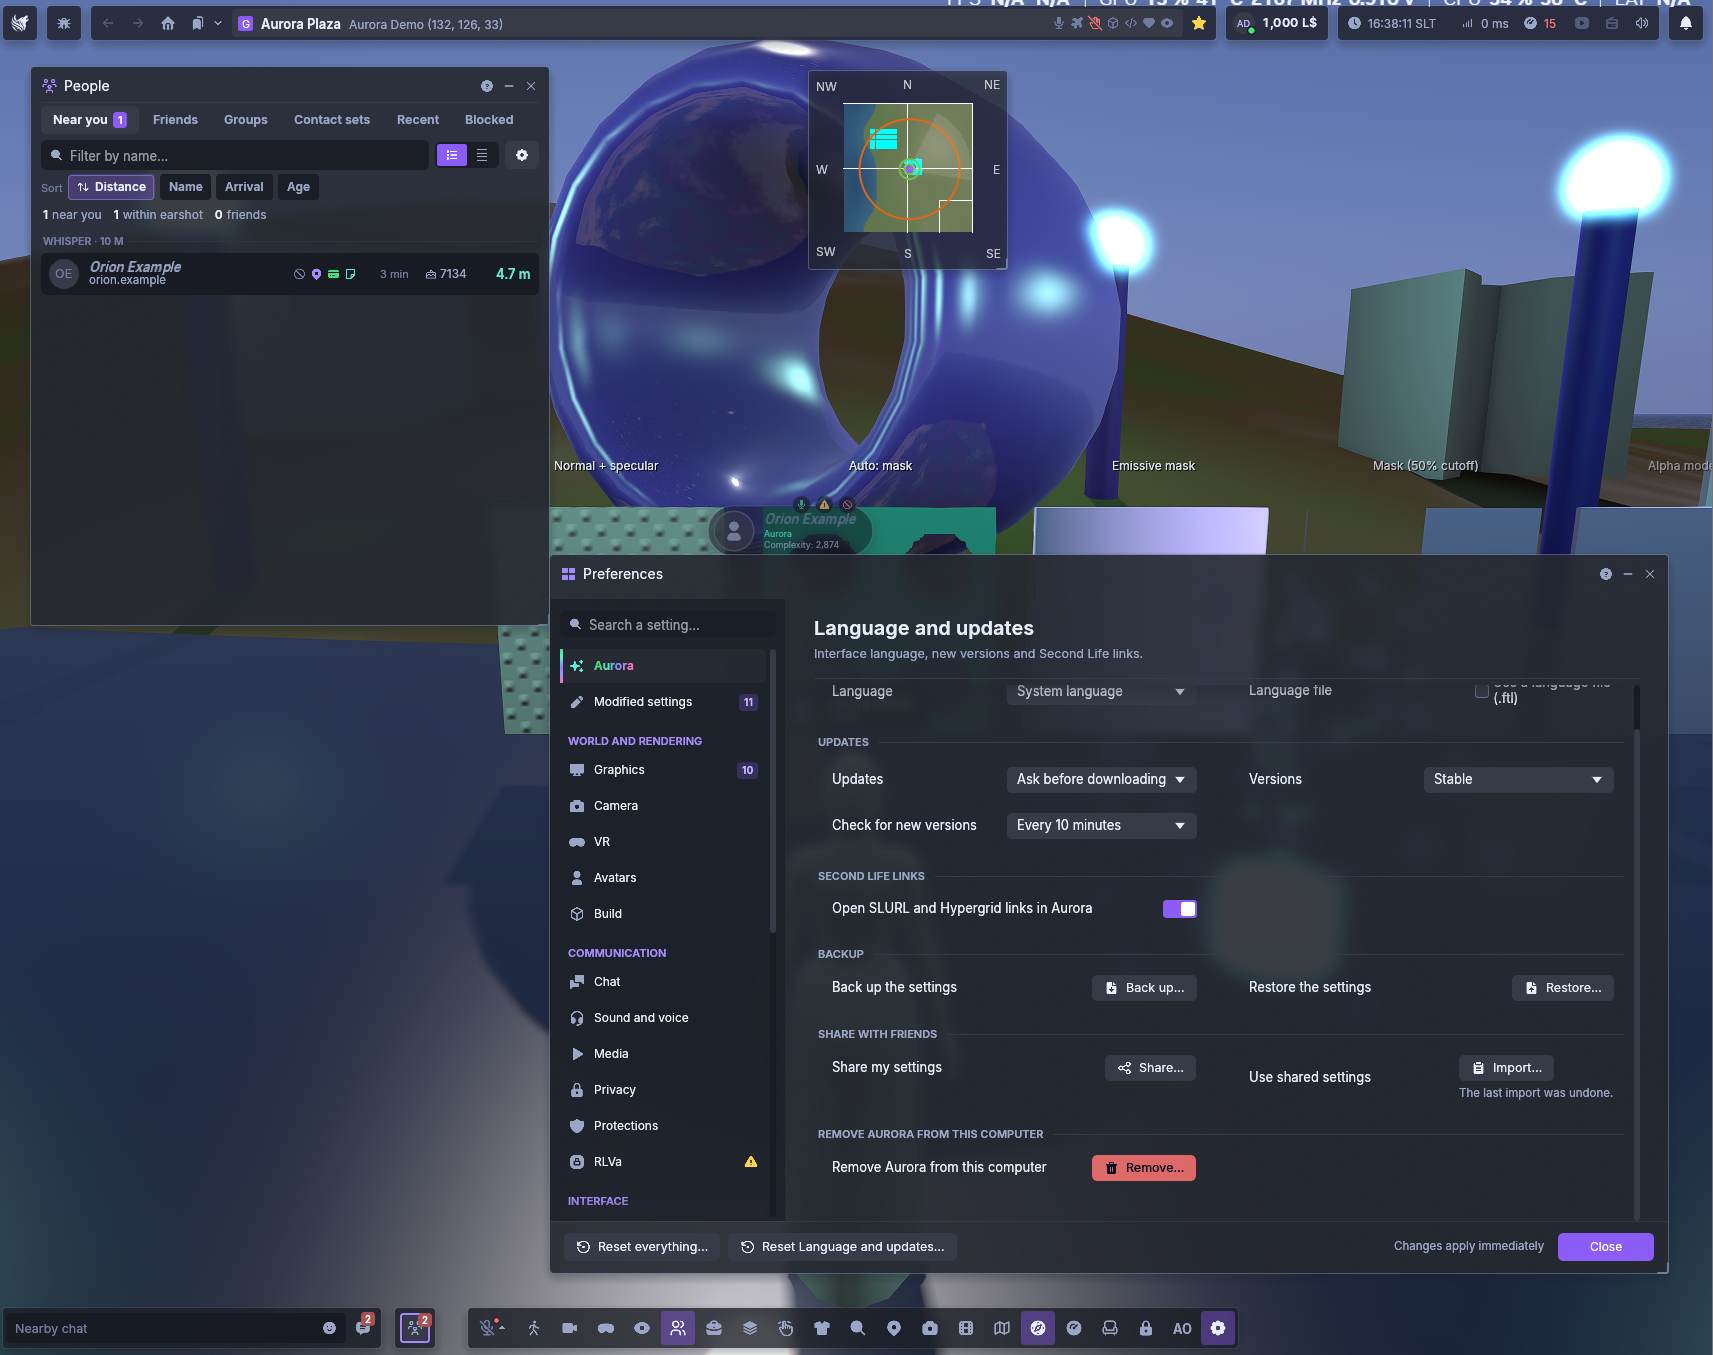 Aurora Plaza Aurora Demo (132, 126, 33)
AD 1,000 L$
16:38:11 SLT 0 ms 15
People
Near you 1 Friends Groups Contact sets Recent Blocked
Filter by name...
Sort Distance Name Arrival Age
1 near you 1 within earshot 0 friends
WHISPER · 10 M
OE Orion Example
orion.example
3 min 7134 4.7 m
NW N NE
W E
SW S SE
Normal + specular Auto: mask Emissive mask Mask (50% cutoff) Alpha mode
Orion Example
Aurora
Complexity: 2,874
Preferences
Search a setting...
Aurora
Modified settings 11
WORLD AND RENDERING
Graphics 10
Camera
VR
Avatars
Build
COMMUNICATION
Chat
Sound and voice
Media
Privacy
Protections
RLVa
INTERFACE
Language and updates
Interface language, new versions and Second Life links.
Language System language Language file
(.ftl)
UPDATES
Updates Ask before downloading Versions Stable
Check for new versions Every 10 minutes
SECOND LIFE LINKS
Open SLURL and Hypergrid links in Aurora
BACKUP
Back up the settings Back up... Restore the settings Restore...
SHARE WITH FRIENDS
Share my settings Share... Use shared settings Import...
The last import was undone.
REMOVE AURORA FROM THIS COMPUTER
Remove Aurora from this computer Remove...
Reset everything... Reset Language and updates... Changes apply immediately Close
Nearby chat 2 2 AO